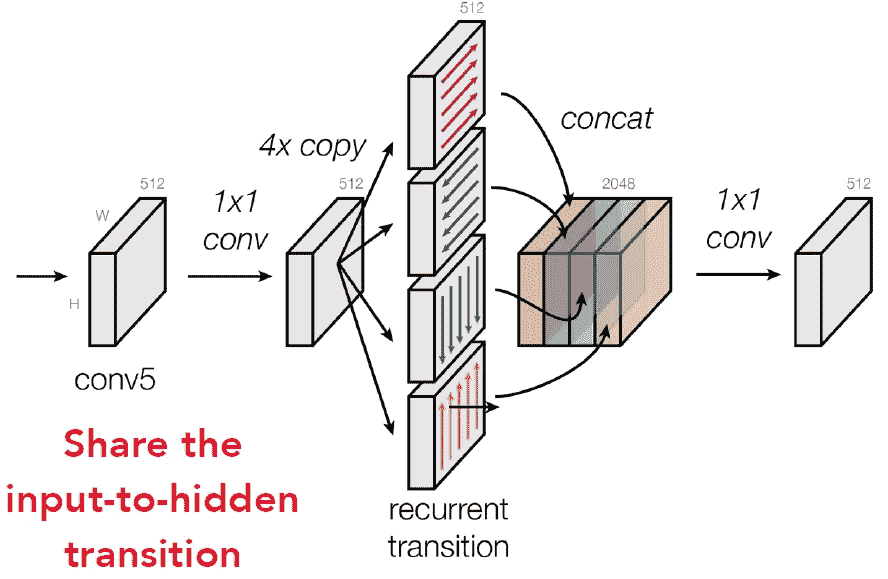 512
4x copy
concat
512
W
H
1x1
conv
512
2048
1x1
conv
512
conv5
recurrent
transition
Share the
input-to-hidden
transition